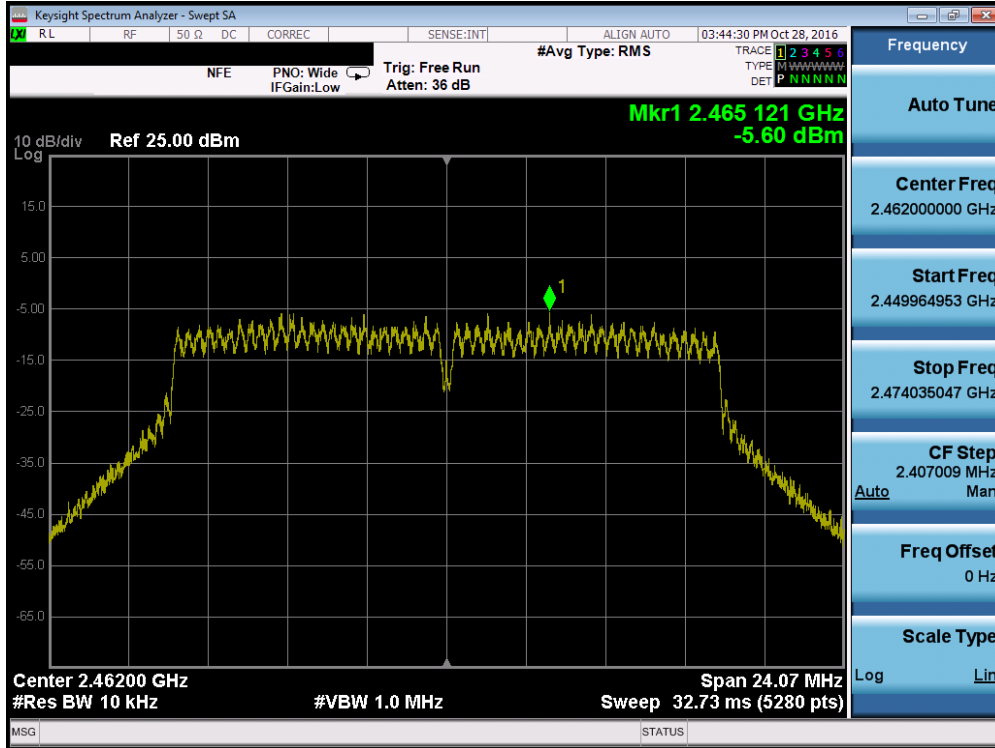 Keysight Spectrum Analyzer - Swept SA
LXI RL RF 50 Ω DC CORREC SENSE:INT ALIGN AUTO 03:44:30 PM Oct 28, 2016
#Avg Type: RMS TRACE 1 2 3 4 5 6
NFE PNO: Wide Trig: Free Run TYPE M WWWWW
IFGain:Low Atten: 36 dB DET P N N N N N
Mkr1 2.465 121 GHz
-5.60 dBm
10 dB/div Ref 25.00 dBm
Log
15.0
5.00
1
-5.00
-15.0
-25.0
-35.0
-45.0
-55.0
-65.0
Center 2.46200 GHz Span 24.07 MHz
#Res BW 10 kHz #VBW 1.0 MHz Sweep 32.73 ms (5280 pts)
MSG STATUS
Frequency
Auto Tune
Center Freq
2.462000000 GHz
Start Freq
2.449964953 GHz
Stop Freq
2.474035047 GHz
CF Step
2.407009 MHz
Auto Man
Freq Offset
0 Hz
Scale Type
Log Lin